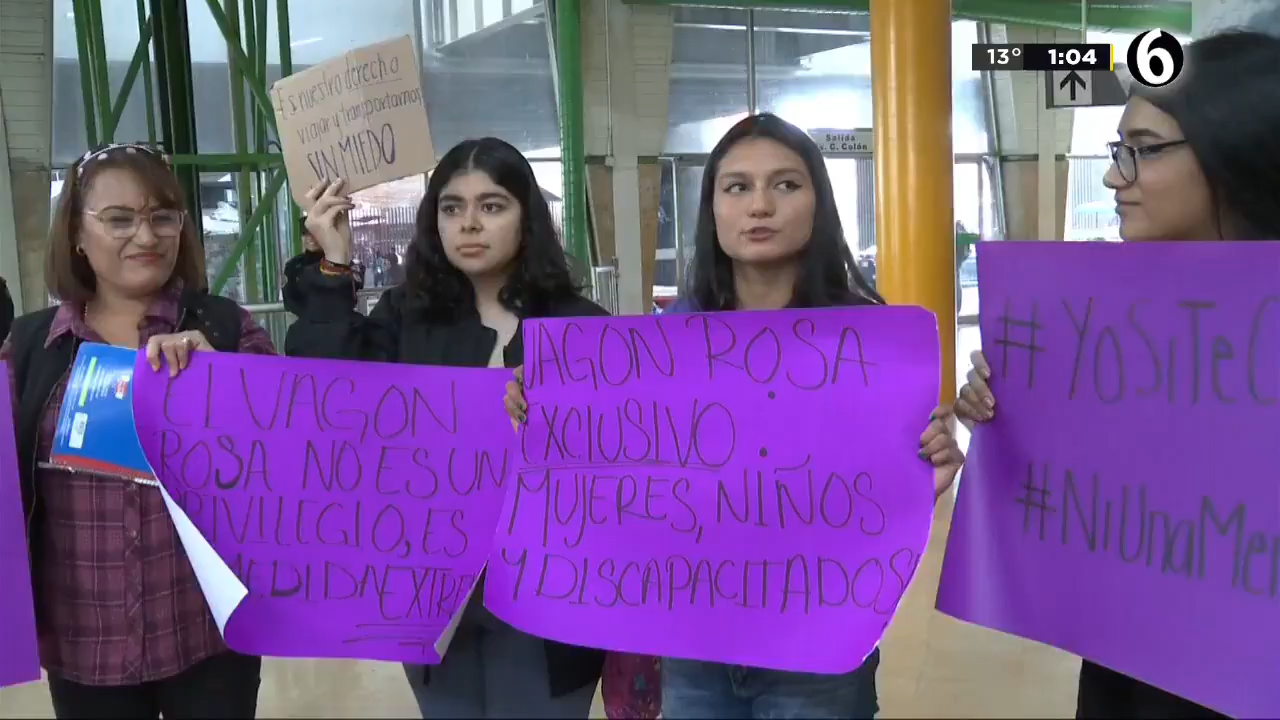 13° 1:04 6
Es nuestro derecho
viajar y transportarnos
SIN MIEDO
Salida
Av. C. Colón
EL VAGON
ROSA NO ES UN
PRIVILEGIO, ES
MEDIDA EXTRE
VAGON ROSA:
EXCLUSIVO:
MUJERES, NIÑOS
Y DISCAPACITADOS
#YoSiTeC
#NiUnaMen